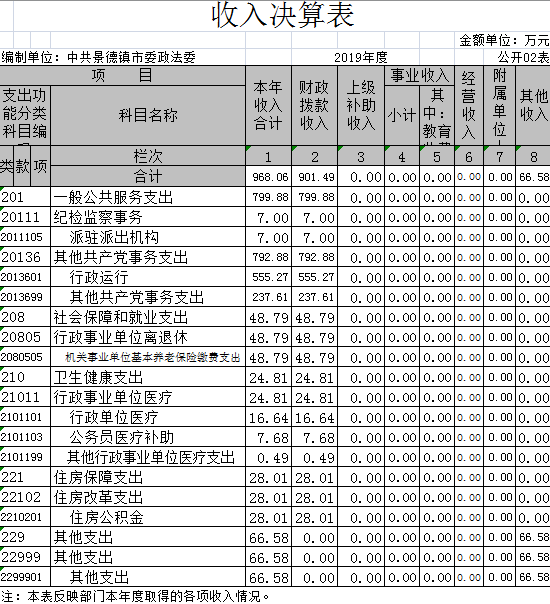 收入决算表
金额单位：万元
编制单位：中共景德镇市委政法委 2019年度 公开02表
项 目 本年收入合计 财政拨款收入 上级补助收入 事业收入 经营收入 附属单位 其他收入
支出功能分类科目编 科目名称 小计 其中：教育
类 款 项 栏次 1 2 3 4 5 6 7 8
合计 968.06 901.49 0.00 0.00 0.00 0.00 0.00 66.58
201 一般公共服务支出 799.88 799.88 0.00 0.00 0.00 0.00 0.00 0.00
20111 纪检监察事务 7.00 7.00 0.00 0.00 0.00 0.00 0.00 0.00
2011105 派驻派出机构 7.00 7.00 0.00 0.00 0.00 0.00 0.00 0.00
20136 其他共产党事务支出 792.88 792.88 0.00 0.00 0.00 0.00 0.00 0.00
2013601 行政运行 555.27 555.27 0.00 0.00 0.00 0.00 0.00 0.00
2013699 其他共产党事务支出 237.61 237.61 0.00 0.00 0.00 0.00 0.00 0.00
208 社会保障和就业支出 48.79 48.79 0.00 0.00 0.00 0.00 0.00 0.00
20805 行政事业单位离退休 48.79 48.79 0.00 0.00 0.00 0.00 0.00 0.00
2080505 机关事业单位基本养老保险缴费支出 48.79 48.79 0.00 0.00 0.00 0.00 0.00 0.00
210 卫生健康支出 24.81 24.81 0.00 0.00 0.00 0.00 0.00 0.00
21011 行政事业单位医疗 24.81 24.81 0.00 0.00 0.00 0.00 0.00 0.00
2101101 行政单位医疗 16.64 16.64 0.00 0.00 0.00 0.00 0.00 0.00
2101103 公务员医疗补助 7.68 7.68 0.00 0.00 0.00 0.00 0.00 0.00
2101199 其他行政事业单位医疗支出 0.49 0.49 0.00 0.00 0.00 0.00 0.00 0.00
221 住房保障支出 28.01 28.01 0.00 0.00 0.00 0.00 0.00 0.00
22102 住房改革支出 28.01 28.01 0.00 0.00 0.00 0.00 0.00 0.00
2210201 住房公积金 28.01 28.01 0.00 0.00 0.00 0.00 0.00 0.00
229 其他支出 66.58 0.00 0.00 0.00 0.00 0.00 0.00 66.58
22999 其他支出 66.58 0.00 0.00 0.00 0.00 0.00 0.00 66.58
2299901 其他支出 66.58 0.00 0.00 0.00 0.00 0.00 0.00 66.58
注：本表反映部门本年度取得的各项收入情况。